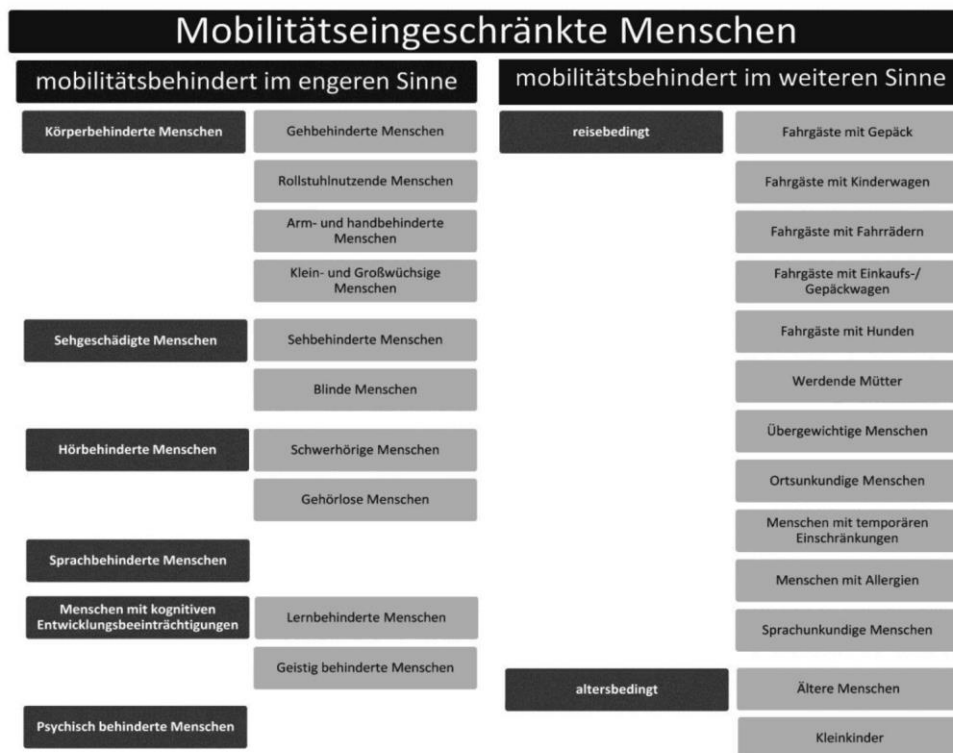 Mobilitätseingeschränkte Menschen
mobilitätsbehindert im engeren Sinne
Körperbehinderte Menschen
Gehbehinderte Menschen
Rollstuhlnutzende Menschen
Arm- und handbehinderte
Menschen
Klein- und Großwüchsige
Menschen
Sehgeschädigte Menschen
Sehbehinderte Menschen
Blinde Menschen
Hörbehinderte Menschen
Schwerhörige Menschen
Gehörlose Menschen
Sprachbehinderte Menschen
Menschen mit kognitiven
Entwicklungsbeeinträchtigungen
Lernbehinderte Menschen
Geistig behinderte Menschen
Psychisch behinderte Menschen
mobilitätsbehindert im weiteren Sinne
reisebedingt
Fahrgäste mit Gepäck
Fahrgäste mit Kinderwagen
Fahrgäste mit Fahrrädern
Fahrgäste mit Einkaufs-/
Gepäckwagen
Fahrgäste mit Hunden
Werdende Mütter
Übergewichtige Menschen
Ortsunkundige Menschen
Menschen mit temporären
Einschränkungen
Menschen mit Allergien
Sprachunkundige Menschen
altersbedingt
Ältere Menschen
Kleinkinder